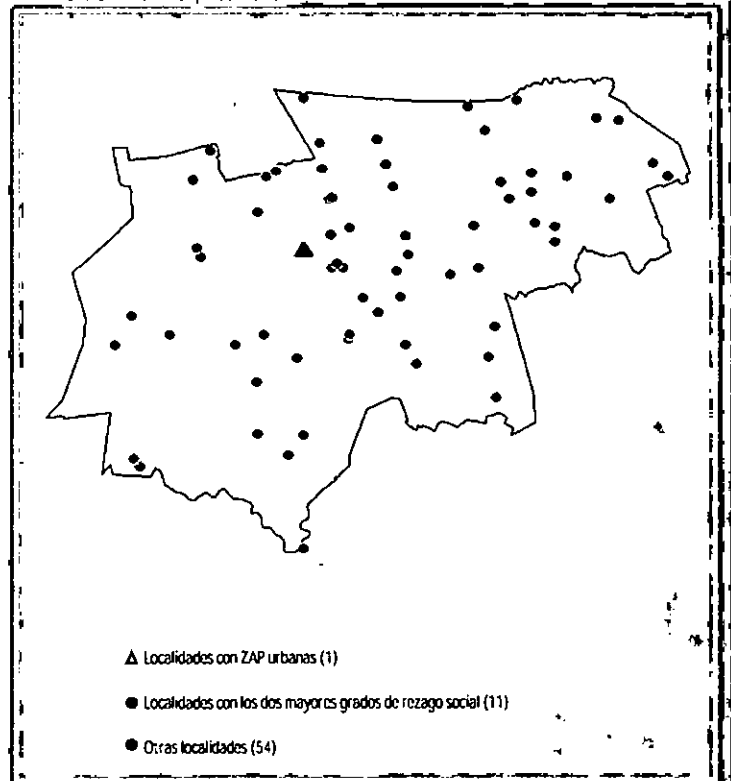 Localidades con ZAP urbanas (1)
Localidades con los dos mayores grados de rezago social (11)
Otras localidades (54)